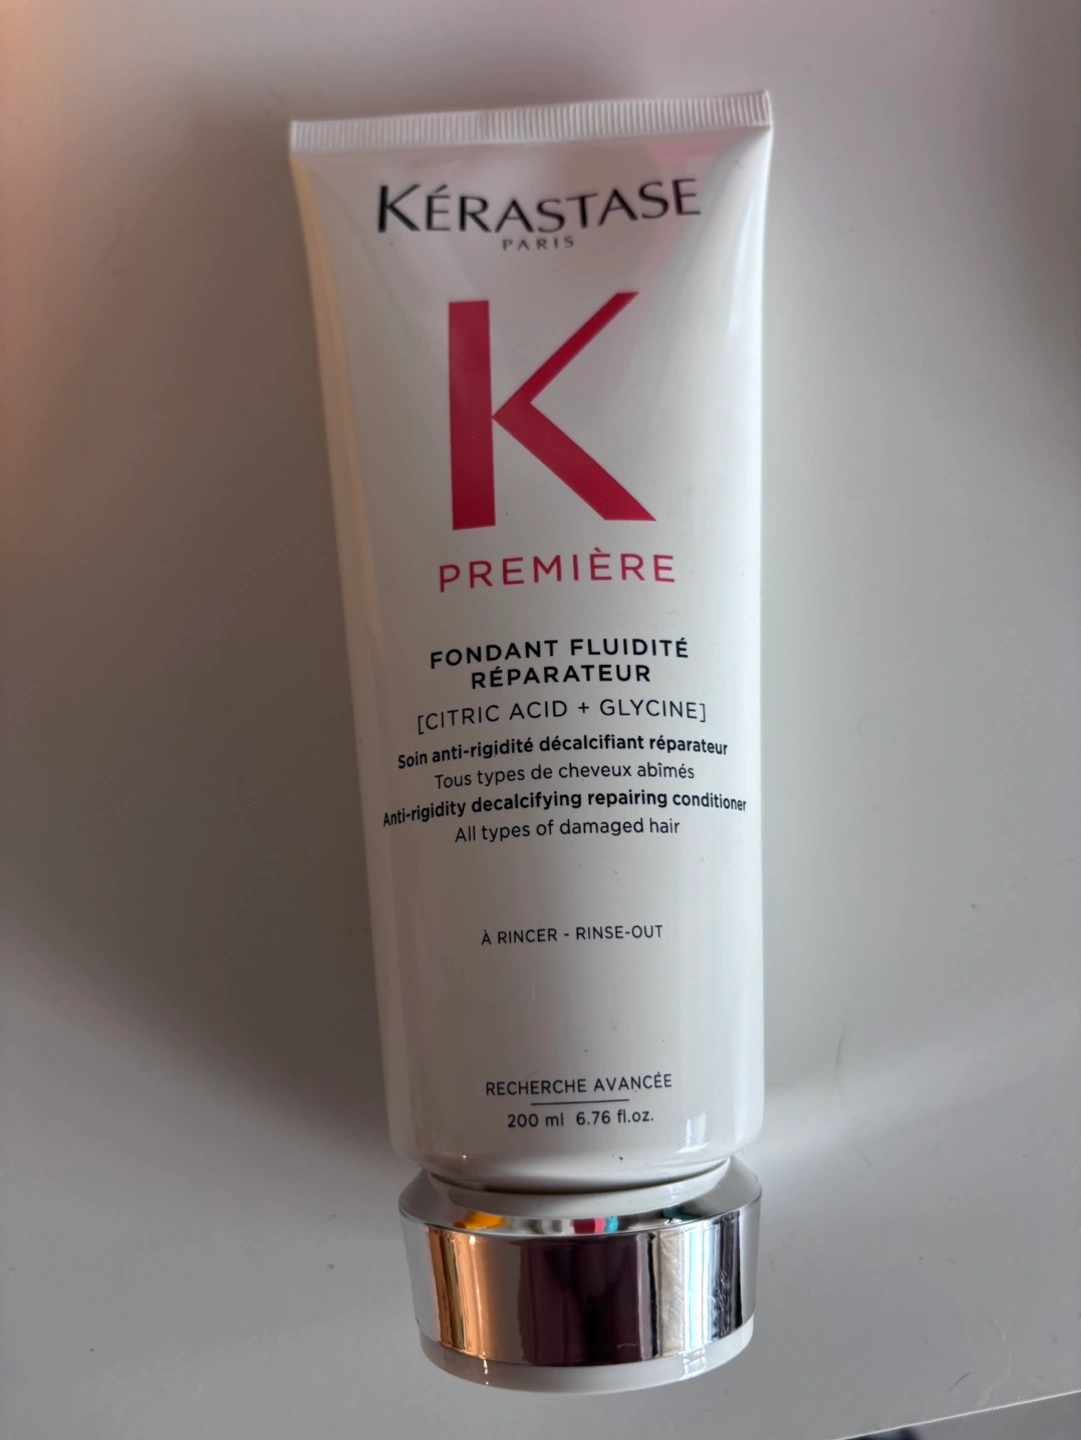 KÉRASTASE
PARIS
K
PREMIÈRE
FONDANT FLUIDITÉ
RÉPARATEUR
[CITRIC ACID + GLYCINE]
Soin anti-rigidité décalcifiant réparateur
Tous types de cheveux abîmés
Anti-rigidity decalcifying repairing conditioner
All types of damaged hair
À RINCER - RINSE-OUT
RECHERCHE AVANCÉE
200 ml 6.76 fl.oz.